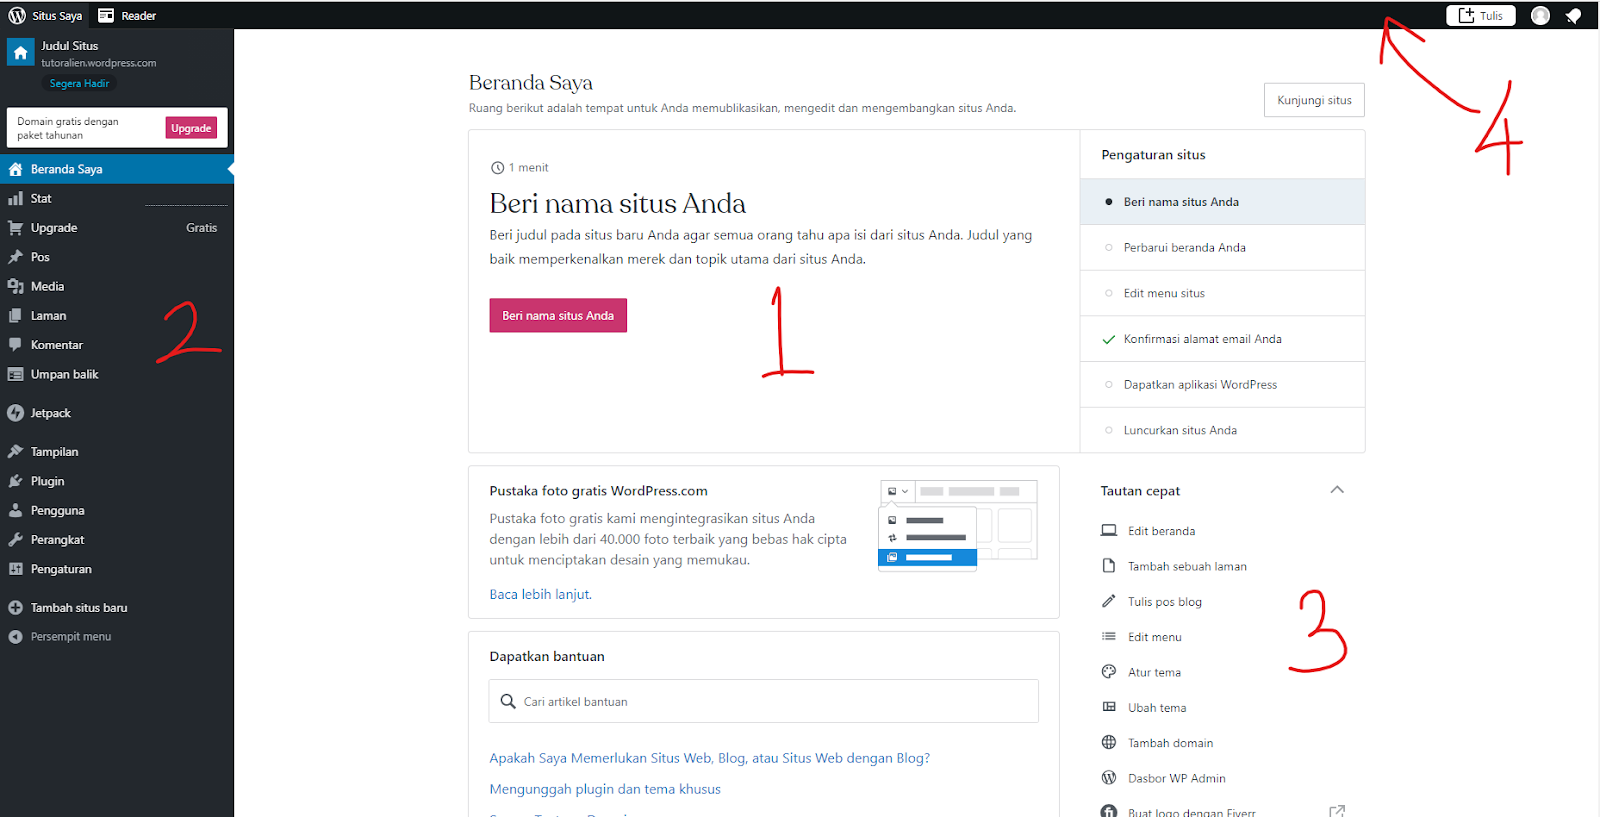 Situs Saya
Reader
Tulis
Judul Situs
tutoralien.wordpress.com
Segera Hadir
Domain gratis dengan
paket tahunan
Upgrade
Beranda Saya
Stat
Upgrade
Gratis
Pos
Media
Laman
Komentar
Umpan balik
Jetpack
Tampilan
Plugin
Pengguna
Perangkat
Pengaturan
Tambah situs baru
Persempit menu
2
Beranda Saya
Ruang berikut adalah tempat untuk Anda memublikasikan, mengedit dan mengembangkan situs Anda.
Kunjungi situs
4
1 menit
Beri nama situs Anda
Beri judul pada situs baru Anda agar semua orang tahu apa isi dari situs Anda. Judul yang
baik memperkenalkan merek dan topik utama dari situs Anda.
Beri nama situs Anda
1
Pengaturan situs
Beri nama situs Anda
Perbarui beranda Anda
Edit menu situs
Konfirmasi alamat email Anda
Dapatkan aplikasi WordPress
Luncurkan situs Anda
Pustaka foto gratis WordPress.com
Pustaka foto gratis kami mengintegrasikan situs Anda
dengan lebih dari 40.000 foto terbaik yang bebas hak cipta
untuk menciptakan desain yang memukau.
Baca lebih lanjut.
Dapatkan bantuan
Cari artikel bantuan
Apakah Saya Memerlukan Situs Web, Blog, atau Situs Web dengan Blog?
Mengunggah plugin dan tema khusus
Tautan cepat
Edit beranda
Tambah sebuah laman
Tulis pos blog
Edit menu
Atur tema
Ubah tema
Tambah domain
Dasbor WP Admin
Buat logo dengan Fiverr
3